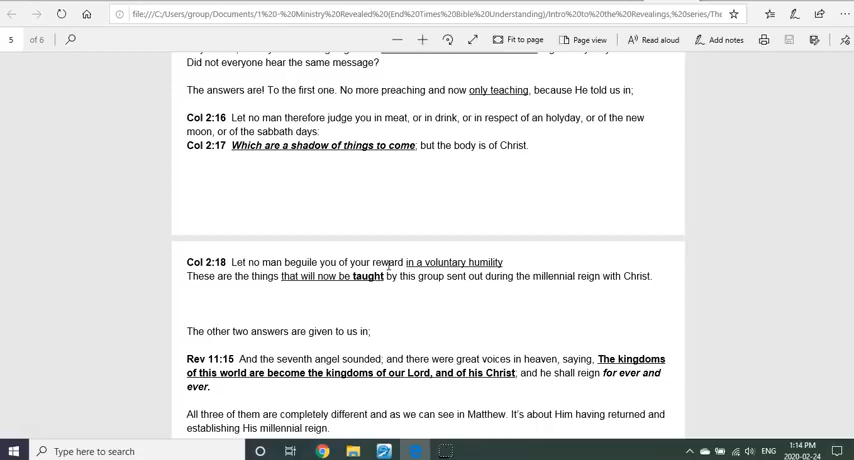 file:///C:/Users/group/Documents/1%20-%20Ministry%20Revealed%20(End%20Times%20Bible%20Understanding)/Intro%20to%20the%20Revealings,%20series/The
5 of 6 Fit to page Page view Read aloud Add notes
Did not everyone hear the same message?
The answers are! To the first one. No more preaching and now only teaching, because He told us in;
Col 2:16 Let no man therefore judge you in meat, or in drink, or in respect of an holyday, or of the new
moon, or of the sabbath days:
Col 2:17 Which are a shadow of things to come; but the body is of Christ.
Col 2:18 Let no man beguile you of your reward in a voluntary humility
These are the things that will now be taught by this group sent out during the millennial reign with Christ.
The other two answers are given to us in;
Rev 11:15 And the seventh angel sounded; and there were great voices in heaven, saying, The kingdoms
of this world are become the kingdoms of our Lord, and of his Christ; and he shall reign for ever and
ever.
All three of them are completely different and as we can see in Matthew. It's about Him having returned and
establishing His millennial reign.
Type here to search
ENG
1:14 PM
2020-02-24